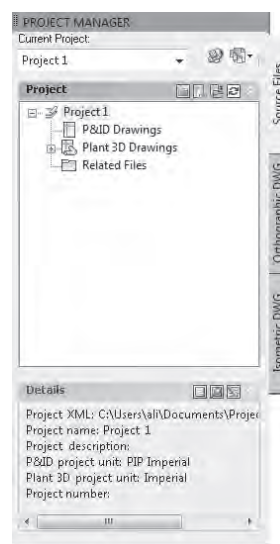 PROJECT MANAGER
Current Project:
Project 1
Project
Project 1
P&ID Drawings
Plant 3D Drawings
Related Files
Details
Project XML: C:\Users\ali\Documents\Projec
Project name: Project 1
Project description:
P&ID project unit: PIP Imperial
Plant 3D project unit: Imperial
Project number:
Source Files
Orthographic DWG
Isometric DWG